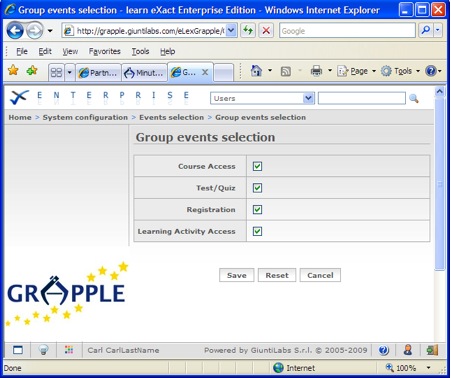 Group events selection - learn eXact Enterprise Edition - Windows Internet Explorer
http://grapple.giuntilabs.com/eLexGrapple/
Google
File Edit View Favorites Tools Help
Partn... Minut... G...
Page Tools
ENTERPRISE Users
Home > System configuration > Events selection > Group events selection
Group events selection
Course Access
Test/Quiz
Registration
Learning Activity Access
Save Reset Cancel
GRAPPLE
Carl CarlLastName Powered by GiuntiLabs S.r.l. © 2005-2009
Done Internet 100%